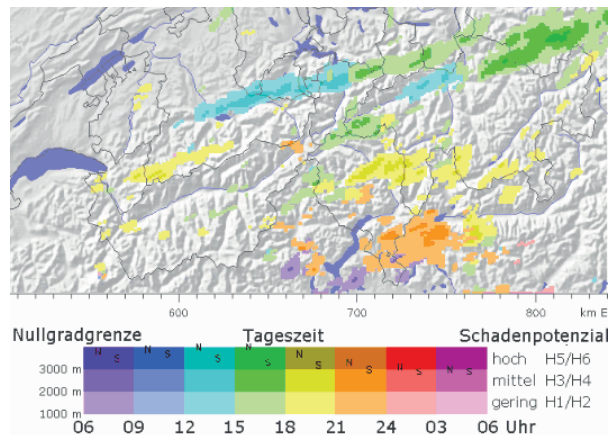 600 700 800 km E
Nullgradgrenze Tageszeit Schadenpotenzial
N S N S N S N S N S N S N S N S
3000 m hoch H5/H6
2000 m mittel H3/H4
1000 m gering H1/H2
06 09 12 15 18 21 24 03 06 Uhr